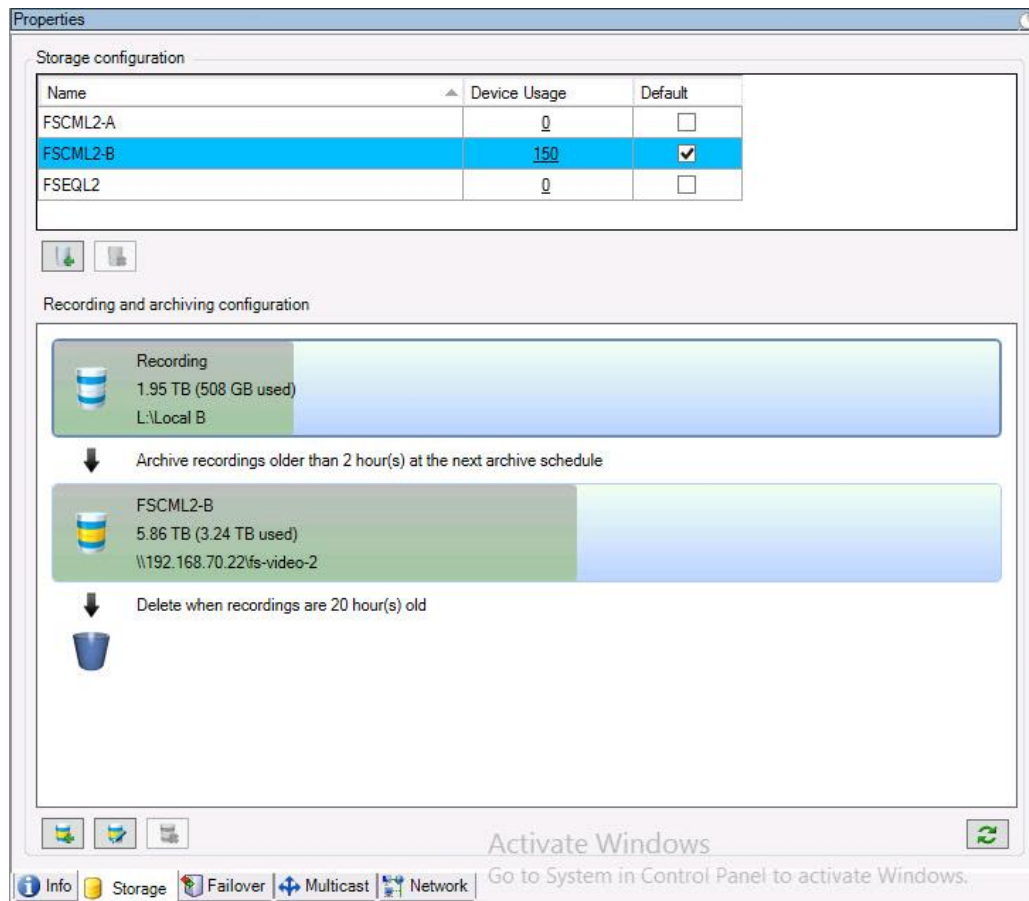 Properties
Storage configuration
Name Device Usage Default
FSCML2-A 0
FSCML2-B 150
FSEQL2 0
Recording and archiving configuration
Recording
1.95 TB (508 GB used)
L:\Local B
Archive recordings older than 2 hour(s) at the next archive schedule
FSCML2-B
5.86 TB (3.24 TB used)
\\192.168.70.22\fs-video-2
Delete when recordings are 20 hour(s) old
Activate Windows
Go to System in Control Panel to activate Windows.
Info Storage Failover Multicast Network